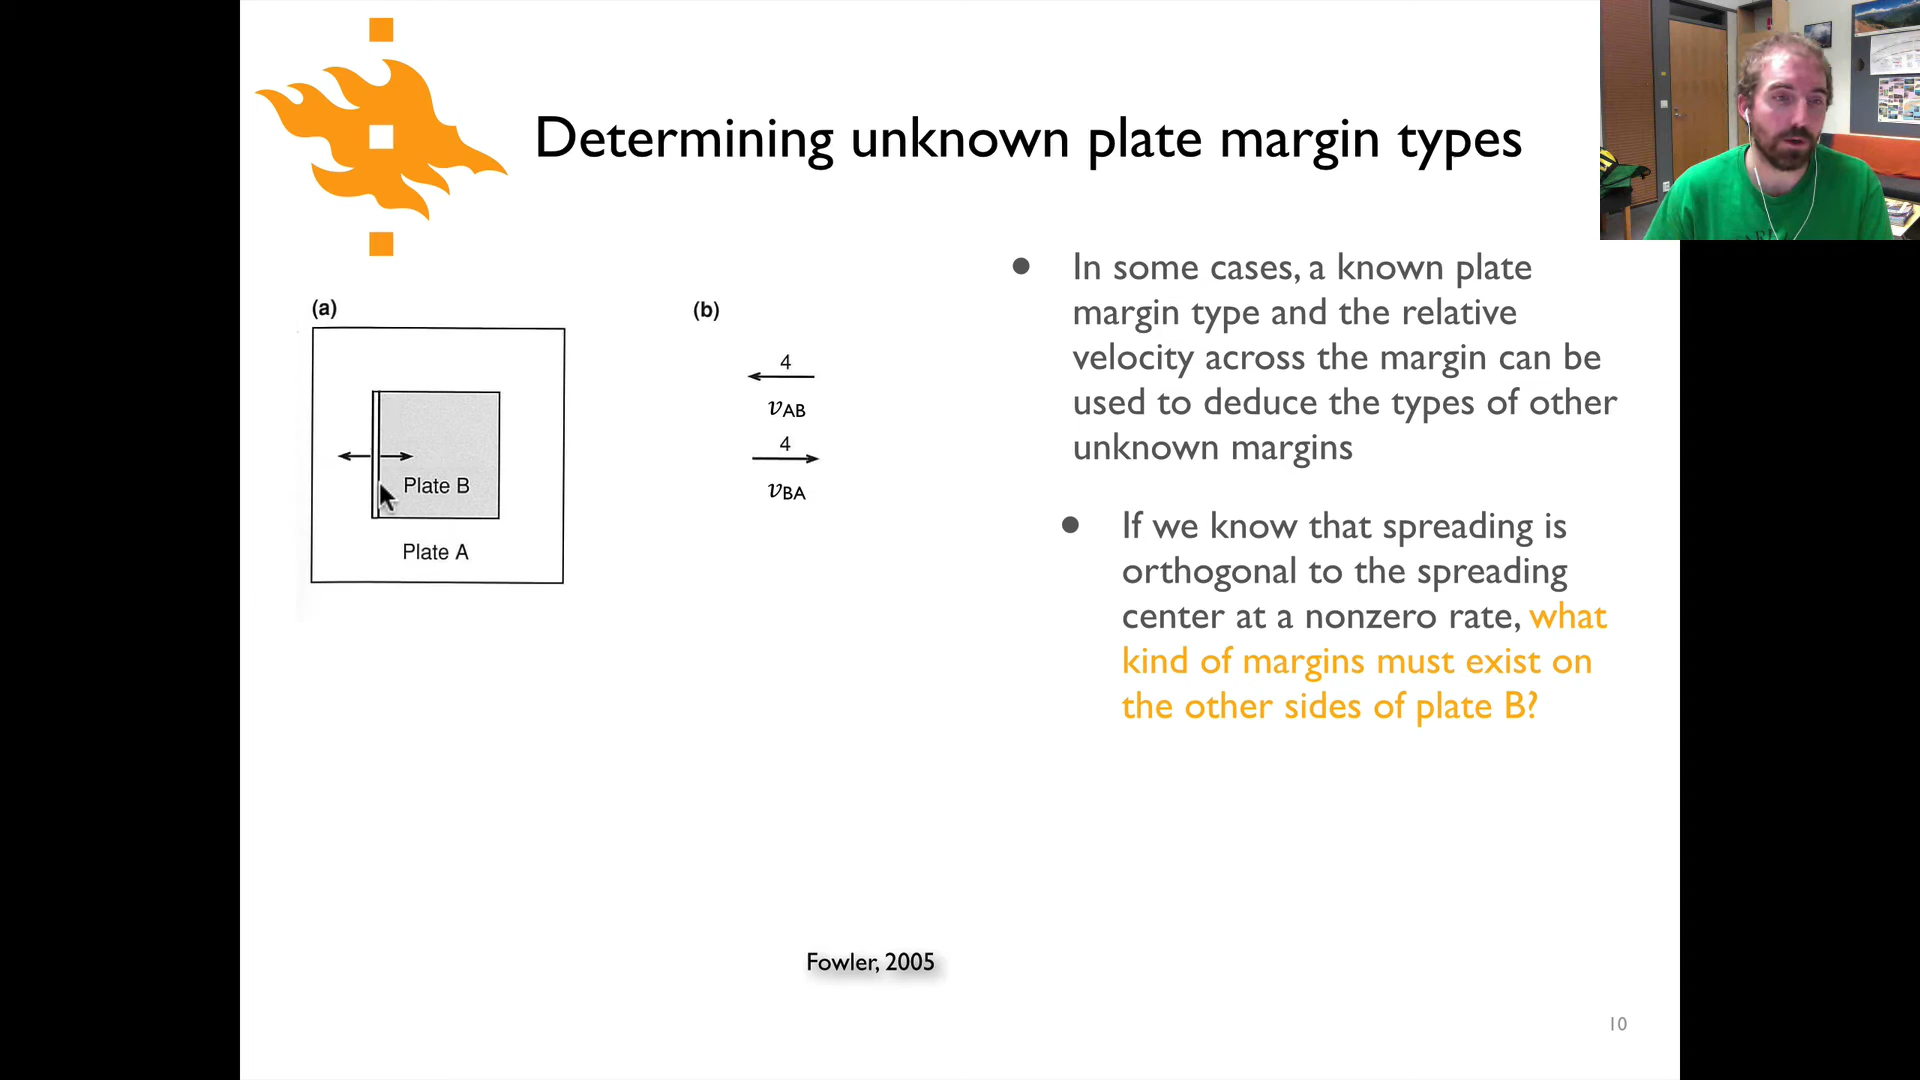 Determining unknown plate margin types
(a)
Plate B
Plate A
(b)
4
vAB
4
vBA
• In some cases, a known plate
margin type and the relative
velocity across the margin can be
used to deduce the types of other
unknown margins
• If we know that spreading is
orthogonal to the spreading
center at a nonzero rate, what
kind of margins must exist on
the other sides of plate B?
Fowler, 2005
10